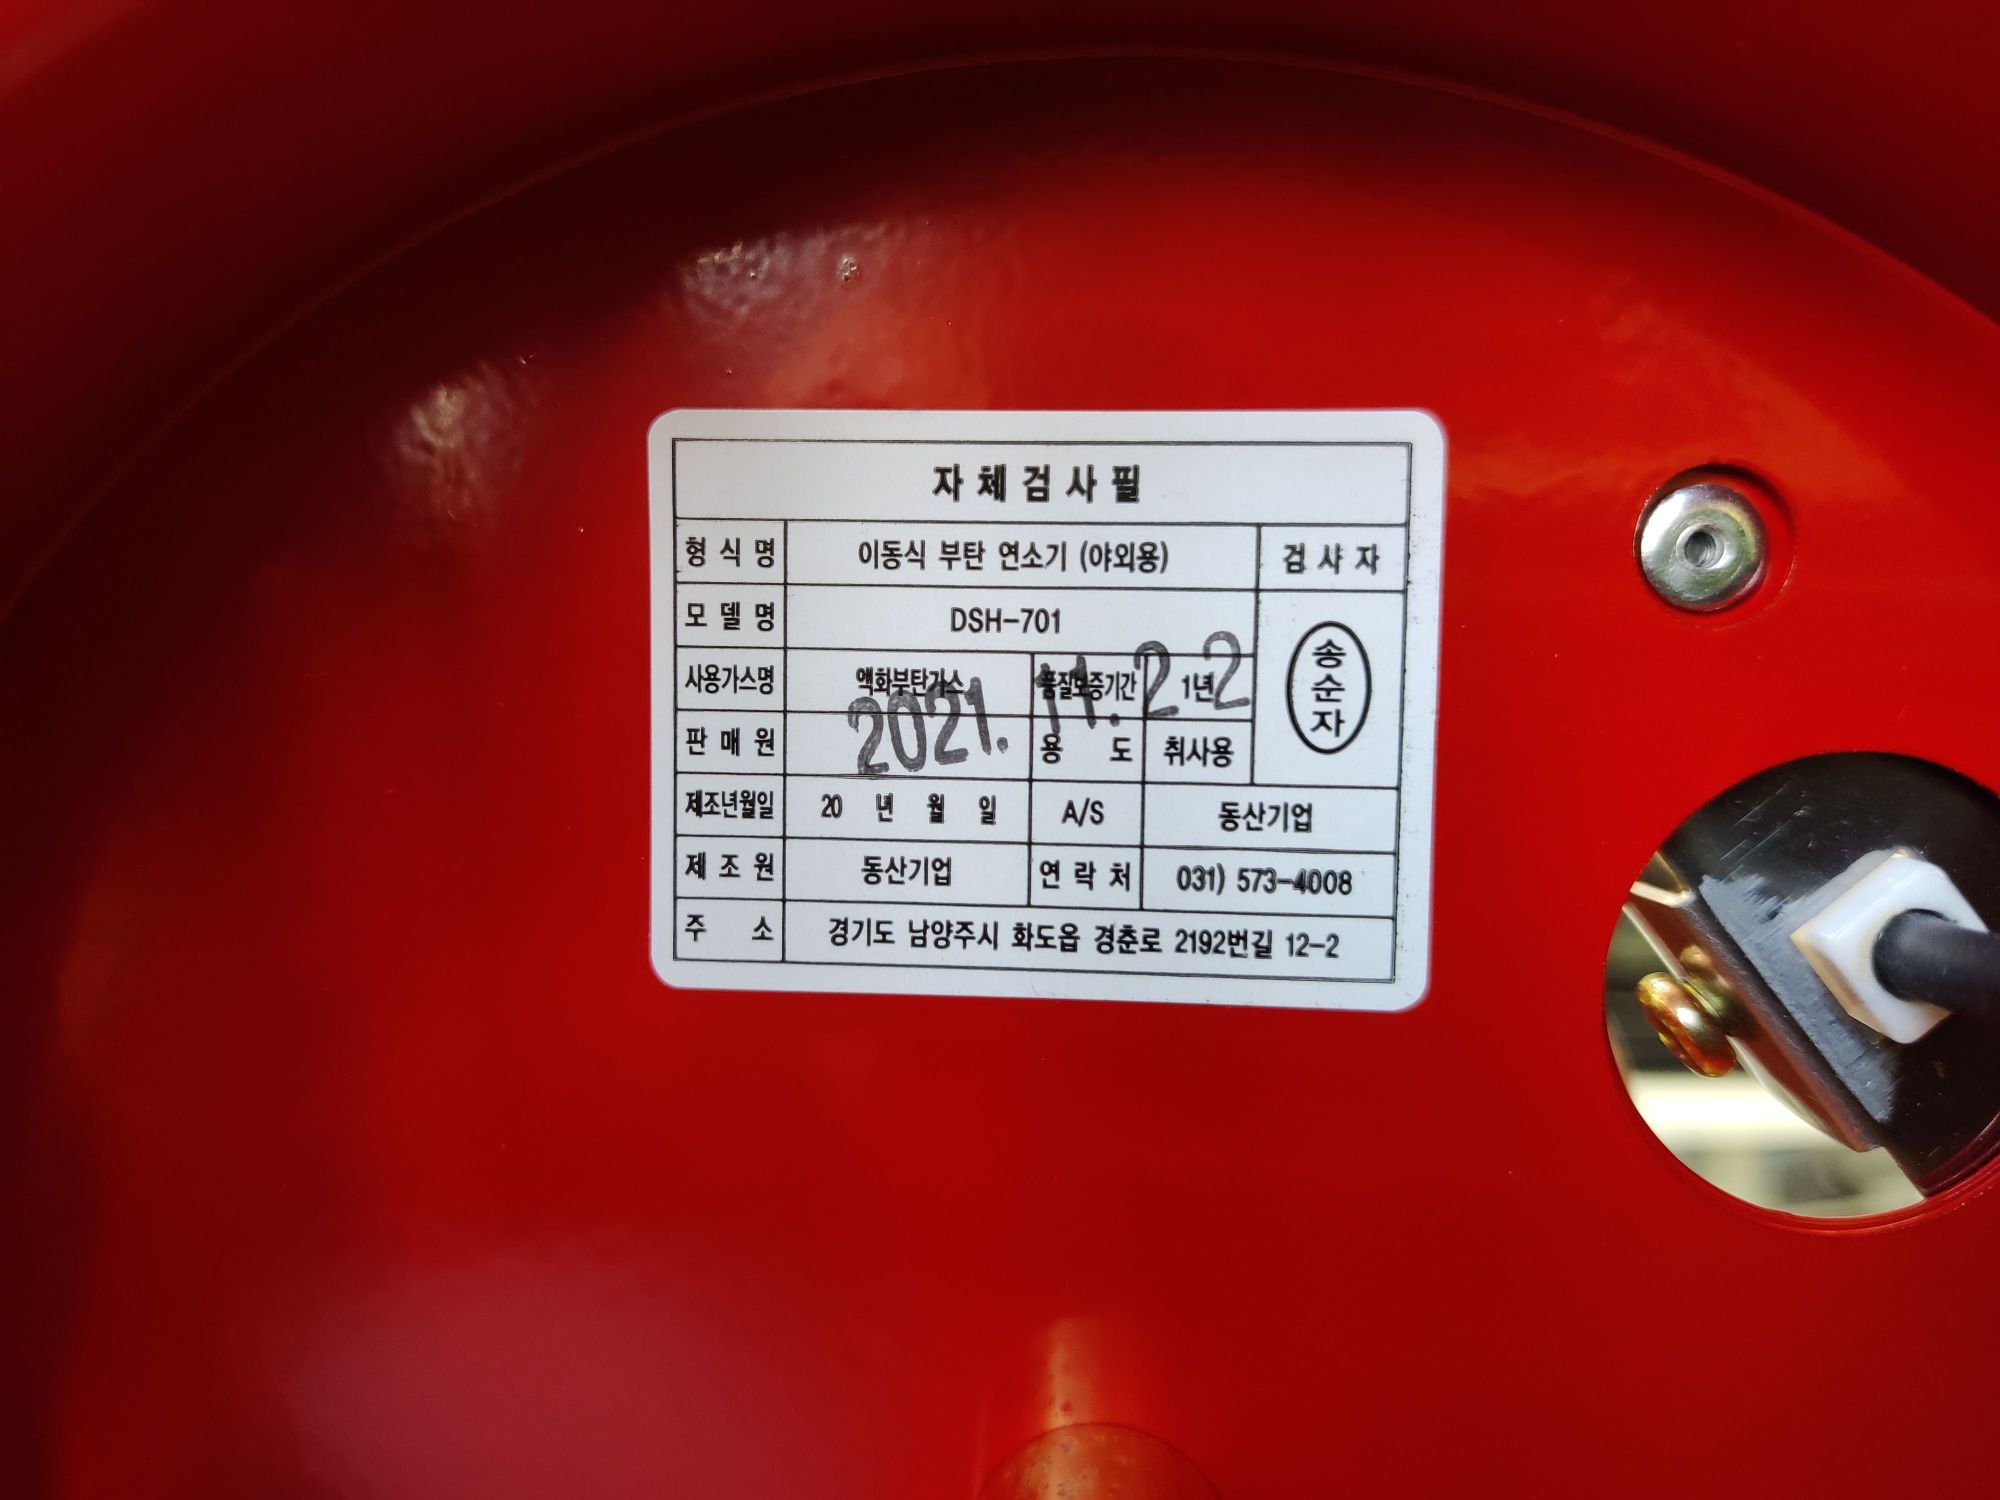 자체검사필
형식명 이동식 부탄 연소기 (야외용) 검샤자
모델명 DSH-701
송순자
사용가스명 액화부탄가스 품질보증기간 1년
2021. 11. 22
판매원 용도 취사용
제조년월일 20 년 월 일 A/S 동산기업
제조원 동산기업 연락처 031) 573-4008
주소 경기도 남양주시 화도읍 경춘로 2192번길 12-2